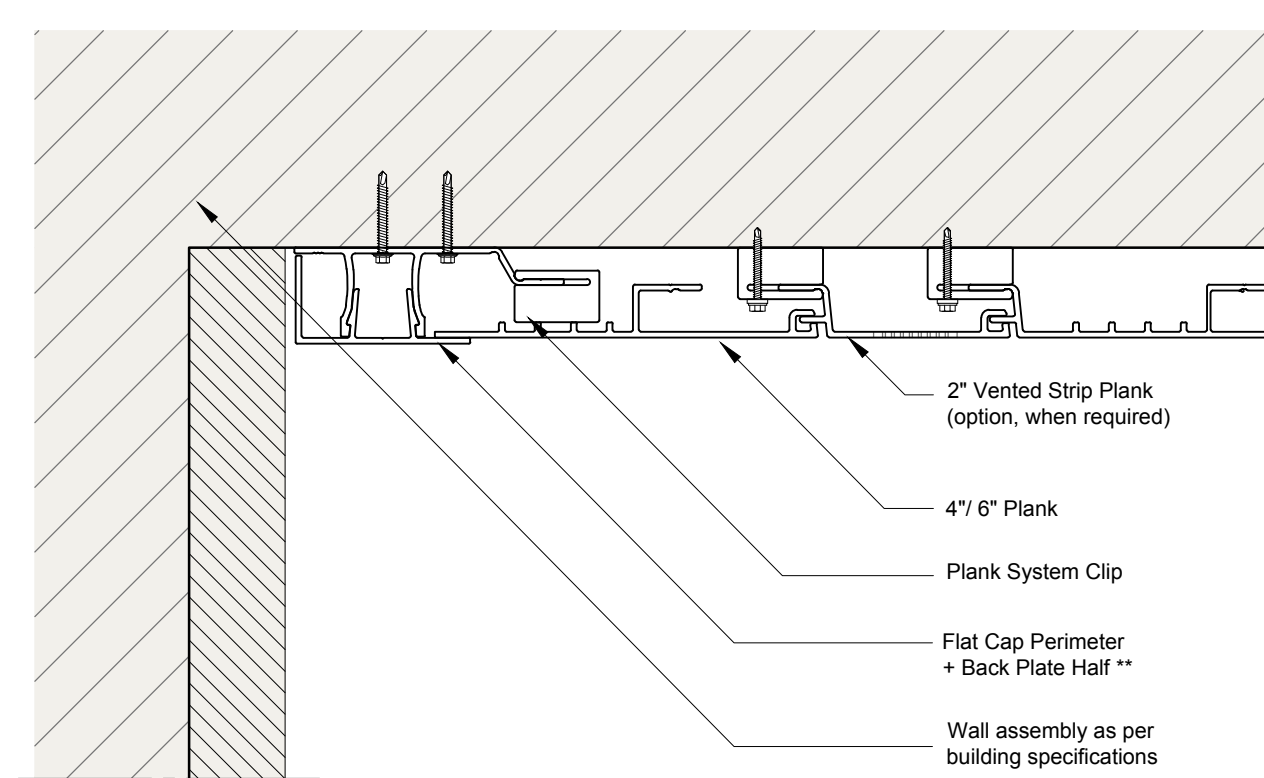 2" Vented Strip Plank
(option, when required)
4"/ 6" Plank
Plank System Clip
Flat Cap Perimeter
+ Back Plate Half **
Wall assembly as per
building specifications